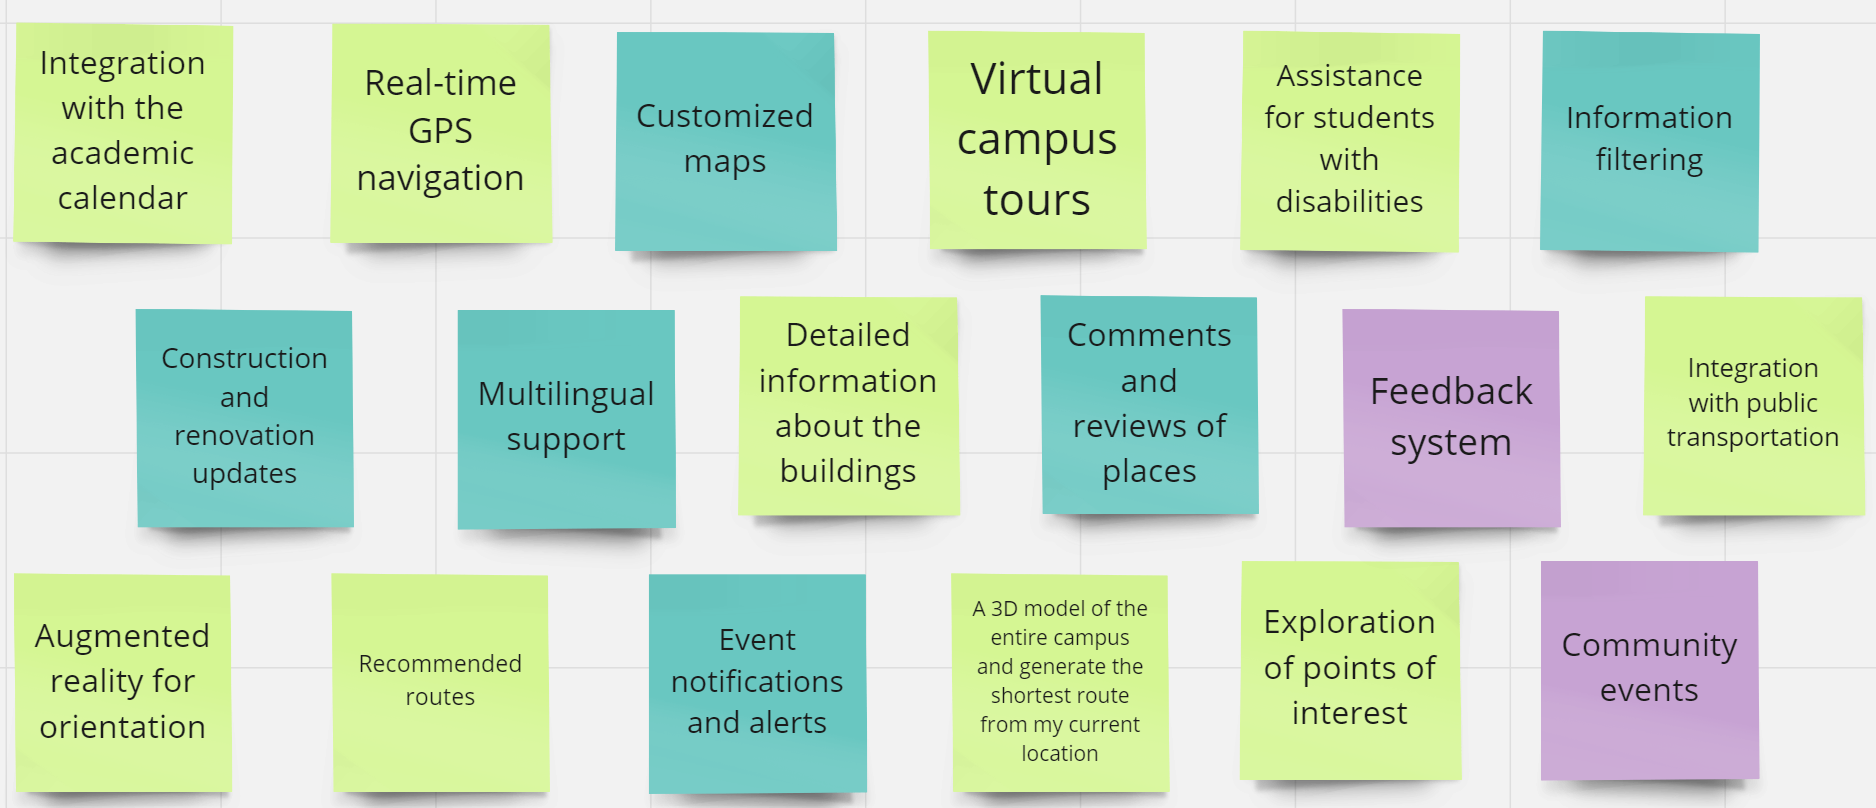 Integration
with the
academic
calendar
Real-time
GPS
navigation
Customized
maps
Virtual
campus
tours
Assistance
for students
with
disabilities
Information
filtering
Construction
and
renovation
updates
Multilingual
support
Detailed
information
about the
buildings
Comments
and
reviews of
places
Feedback
system
Integration
with public
transportation
Augmented
reality for
orientation
Recommended
routes
Event
notifications
and alerts
A 3D model of the
entire campus
and generate the
shortest route
from my current
location
Exploration
of points of
interest
Community
events